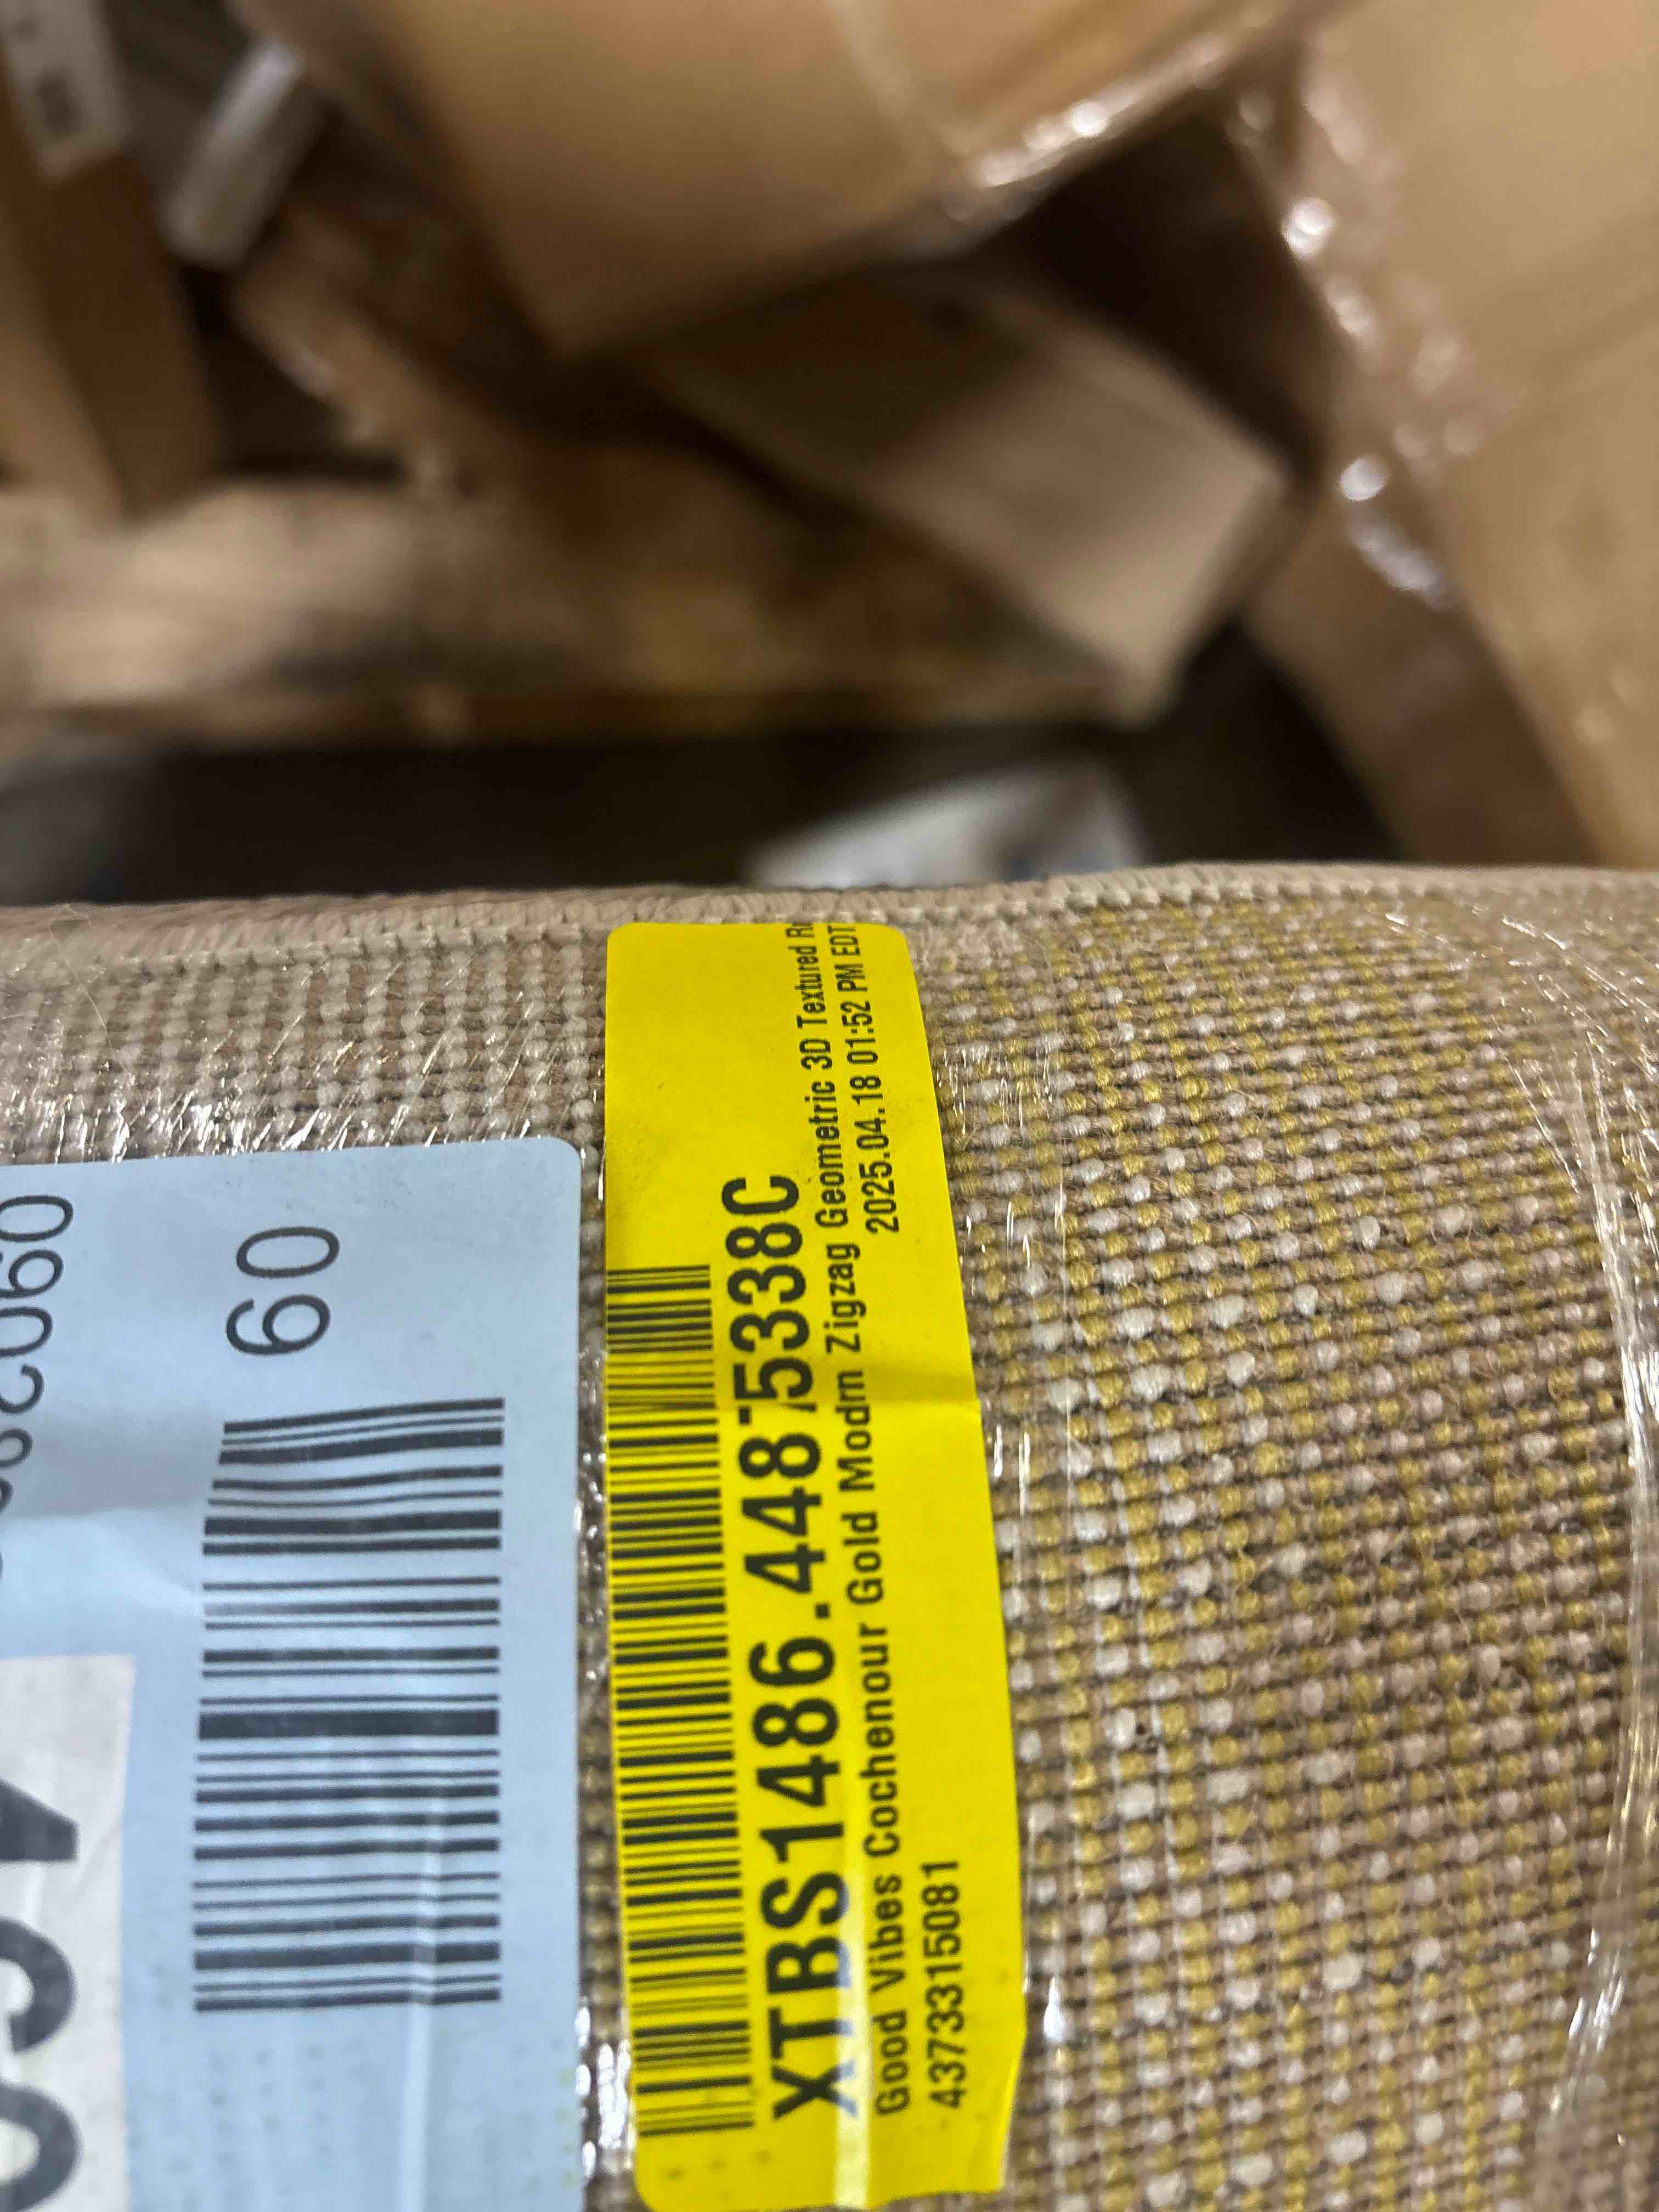 60
XTBS1486.44875338C
Good Vibes Cochenour Gold Modrn Zigzag Geometric 3D Textured
4373315081 2025.04.18 01:52 PM EDT